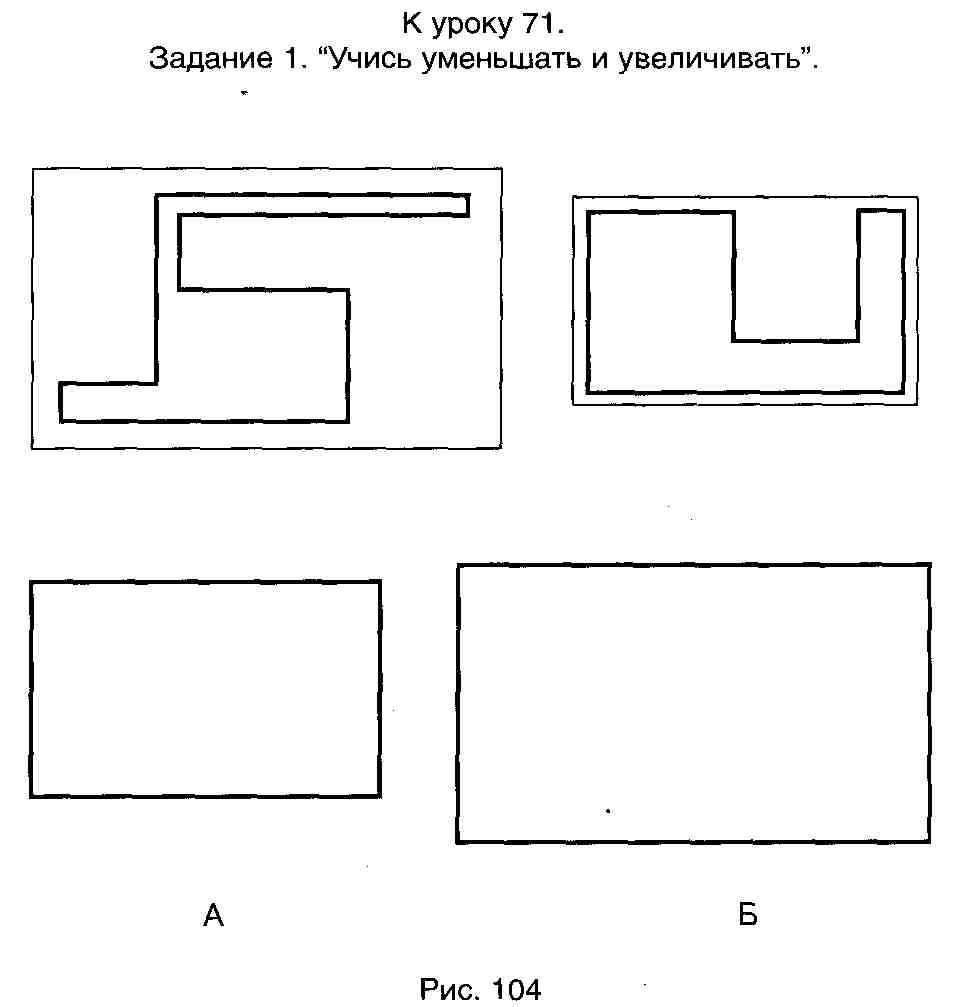 К уроку 71.
Задание 1. “Учись уменьшать и увеличивать”.
А
Б
Рис. 104